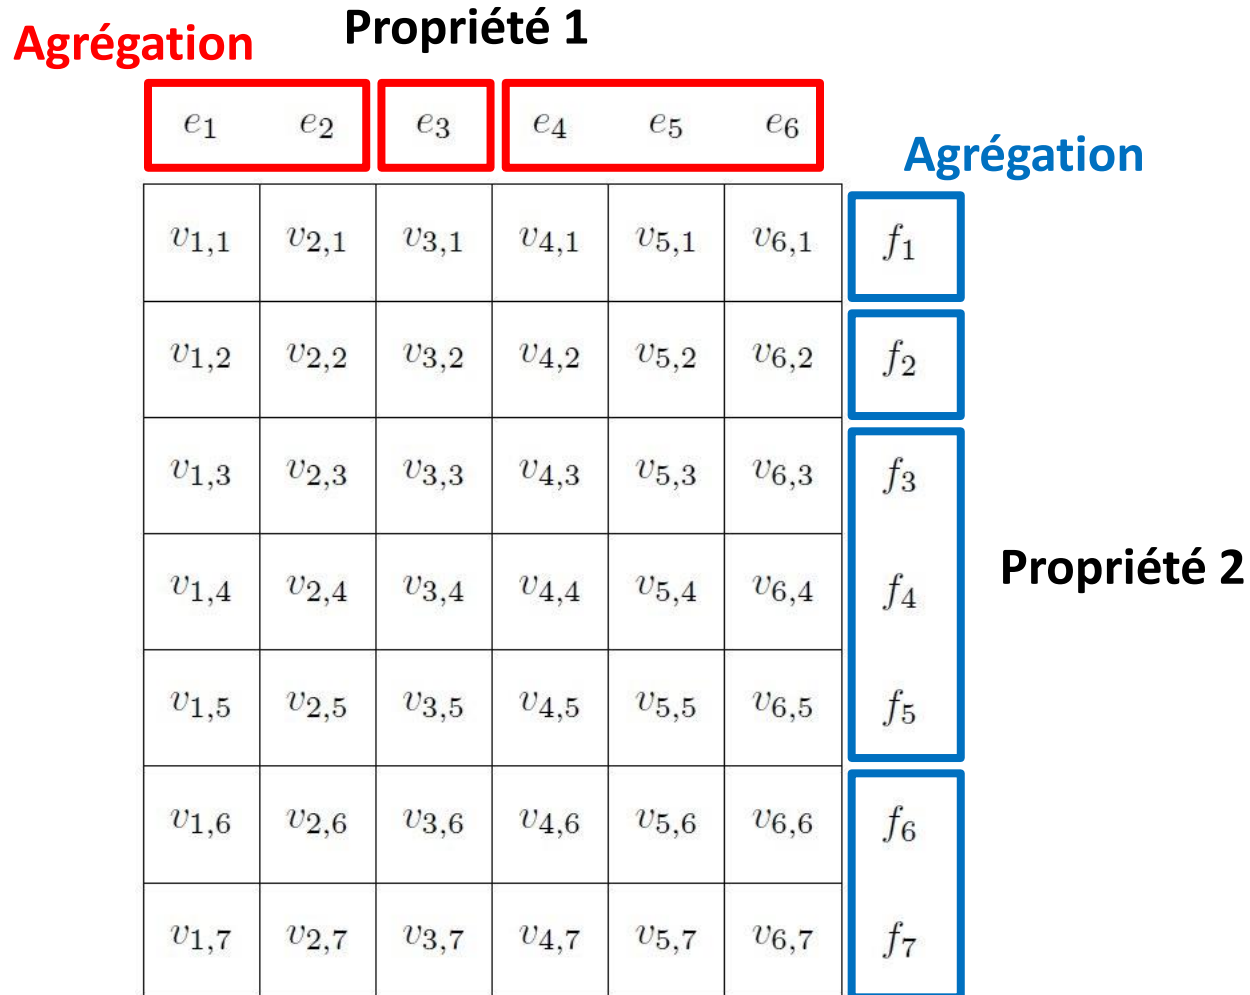 Propriété 1
Agrégation
e1 e2 e3 e4 e5 e6
Agrégation
v1,1 v2,1 v3,1 v4,1 v5,1 v6,1 f1
v1,2 v2,2 v3,2 v4,2 v5,2 v6,2 f2
v1,3 v2,3 v3,3 v4,3 v5,3 v6,3 f3
Propriété 2
v1,4 v2,4 v3,4 v4,4 v5,4 v6,4 f4
v1,5 v2,5 v3,5 v4,5 v5,5 v6,5 f5
v1,6 v2,6 v3,6 v4,6 v5,6 v6,6 f6
v1,7 v2,7 v3,7 v4,7 v5,7 v6,7 f7